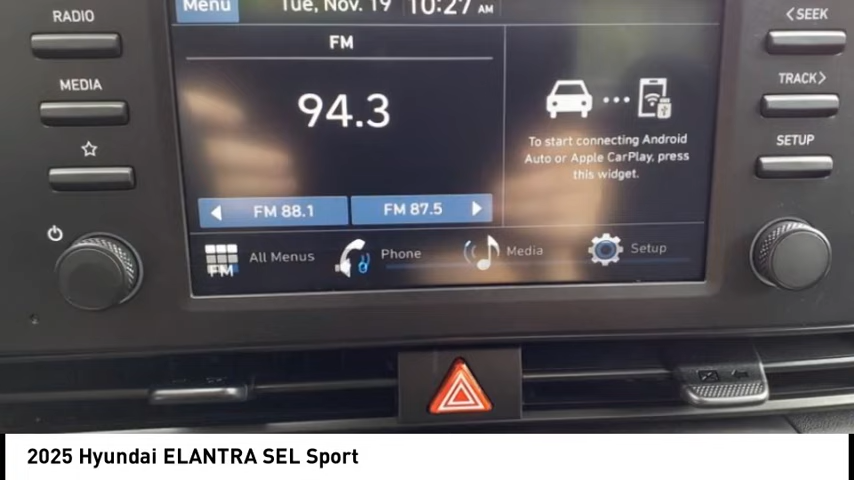 RADIO
MEDIA
Menu
Tue, Nov. 19 10:27 AM
FM
94.3
FM 88.1
FM 87.5
To start connecting Android
Auto or Apple CarPlay, press
this widget.
All Menus
FM
Phone
Media
Setup
<SEEK
TRACK>
SETUP
2025 Hyundai ELANTRA SEL Sport